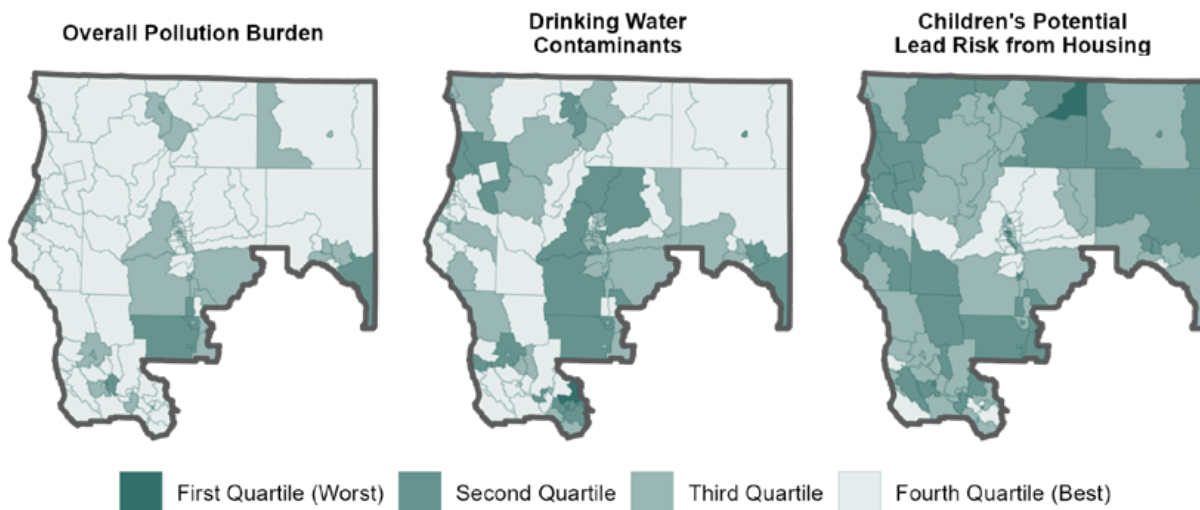 Overall Pollution Burden
Drinking Water
Contaminants
Children's Potential
Lead Risk from Housing
First Quartile (Worst)
Second Quartile
Third Quartile
Fourth Quartile (Best)